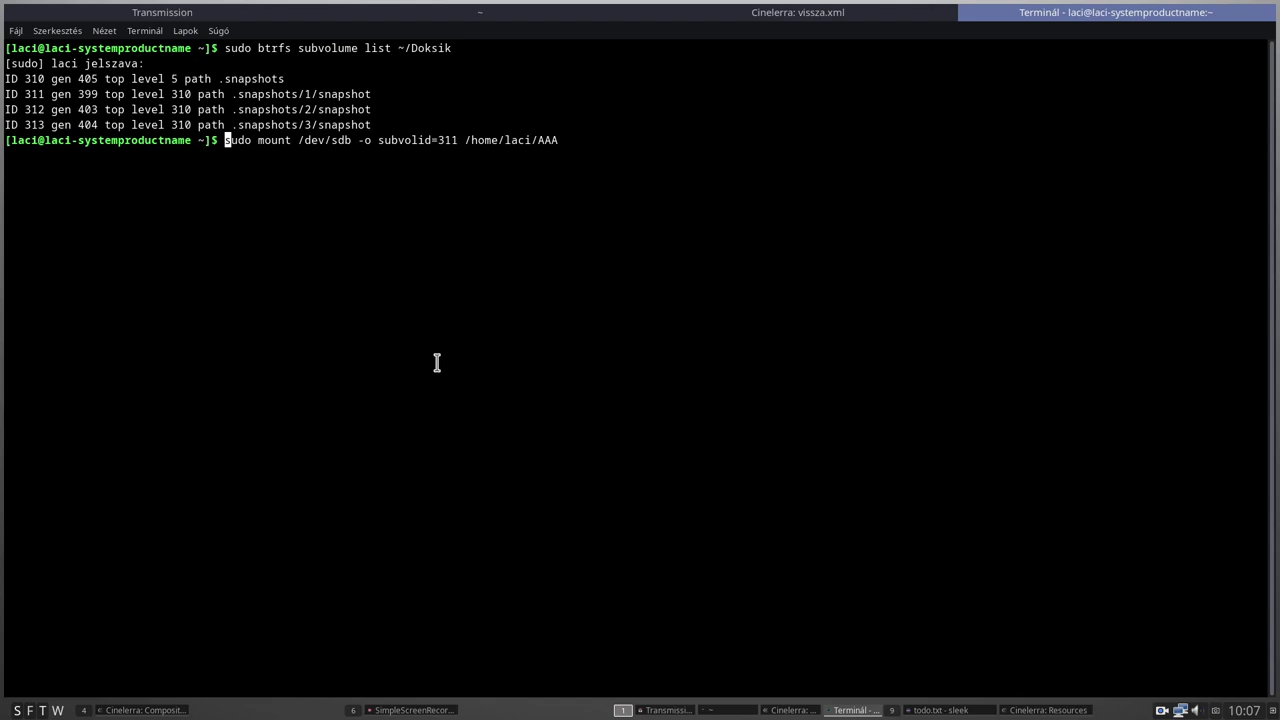 Transmission
~
Cinelerra: vissza.xml
Terminál - laci@laci-systemproductname:~
Fájl Szerkesztés Nézet Terminál Lapok Súgó
[laci@laci-systemproductname ~]$ sudo btrfs subvolume list ~/Doksik
[sudo] laci jelszava:
ID 310 gen 405 top level 5 path .snapshots
ID 311 gen 399 top level 310 path .snapshots/1/snapshot
ID 312 gen 403 top level 310 path .snapshots/2/snapshot
ID 313 gen 404 top level 310 path .snapshots/3/snapshot
[laci@laci-systemproductname ~]$ sudo mount /dev/sdb -o subvolid=311 /home/laci/AAA
S F T W 4 Cinelerra: Composit... 6 SimpleScreenRecor... 1 Transmissi... ~ Cinelerra: ... Terminál - ... 9 todo.txt - sleek Cinelerra: Resources 10:07